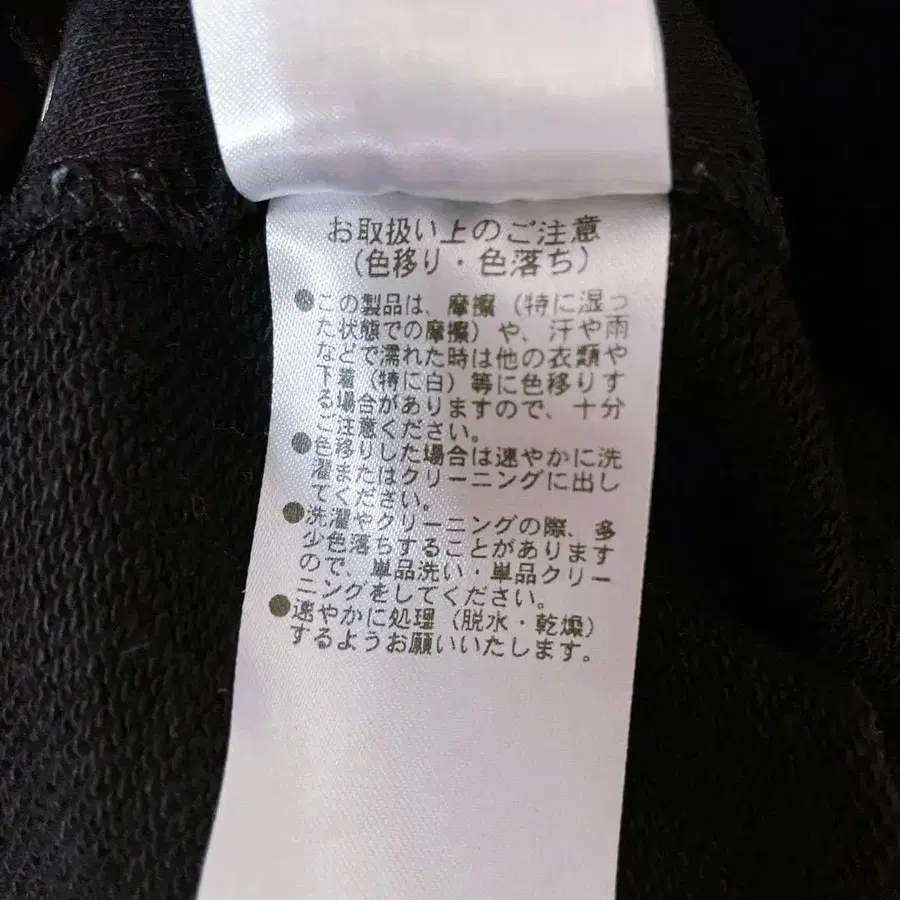 お取扱い上のご注意
(色移り・色落ち)
●この製品は、摩擦(特に湿っ
た状態での摩擦)や、汗や雨
などで濡れた時は他の衣類や
下着(特に白)等に色移りす
る場合がありますので、十分
ご注意ください。
●色移りした場合は速やかに洗
濯またはクリーニングに出し
てください。
●洗濯やクリーニングの際、多
少色落ちすることがあります
ので、単品洗い・単品クリー
ニングをしてください。
●速やかに処理(脱水・乾燥)
するようお願いいたします。